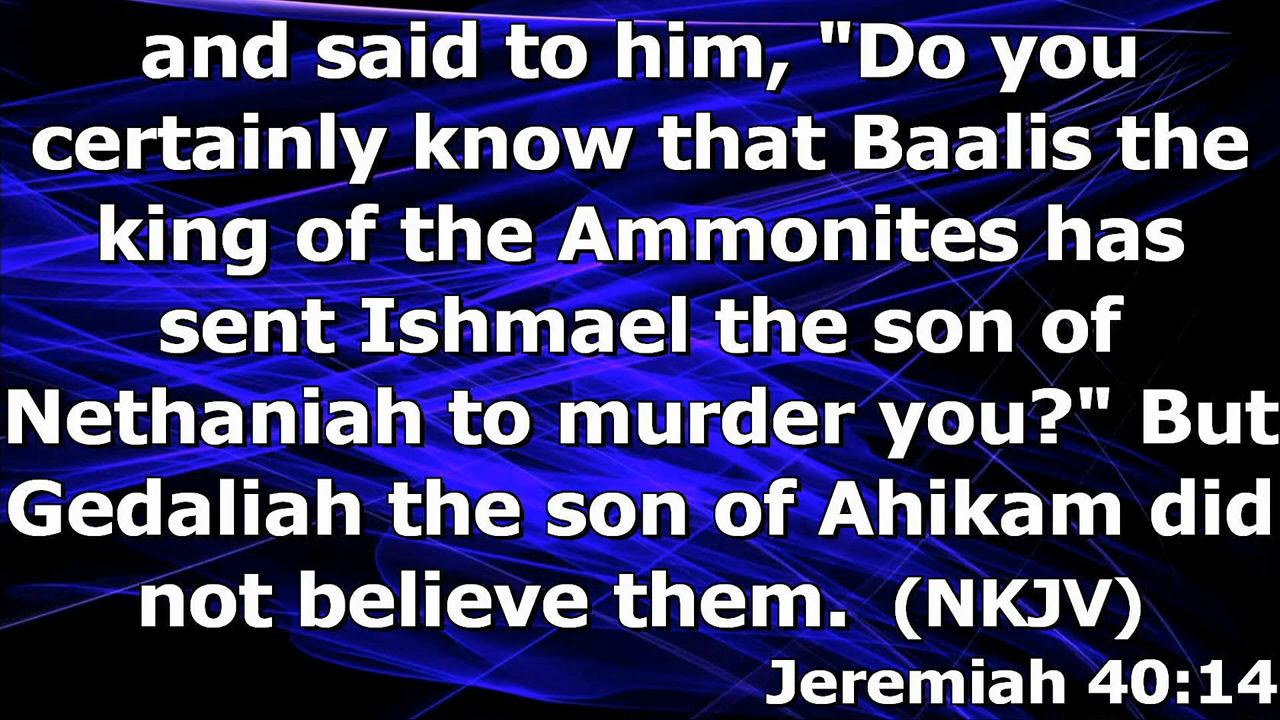 and said to him, "Do you
certainly know that Baalis the
king of the Ammonites has
sent Ishmael the son of
Nethaniah to murder you?" But
Gedaliah the son of Ahikam did
not believe them. (NKJV)
Jeremiah 40:14